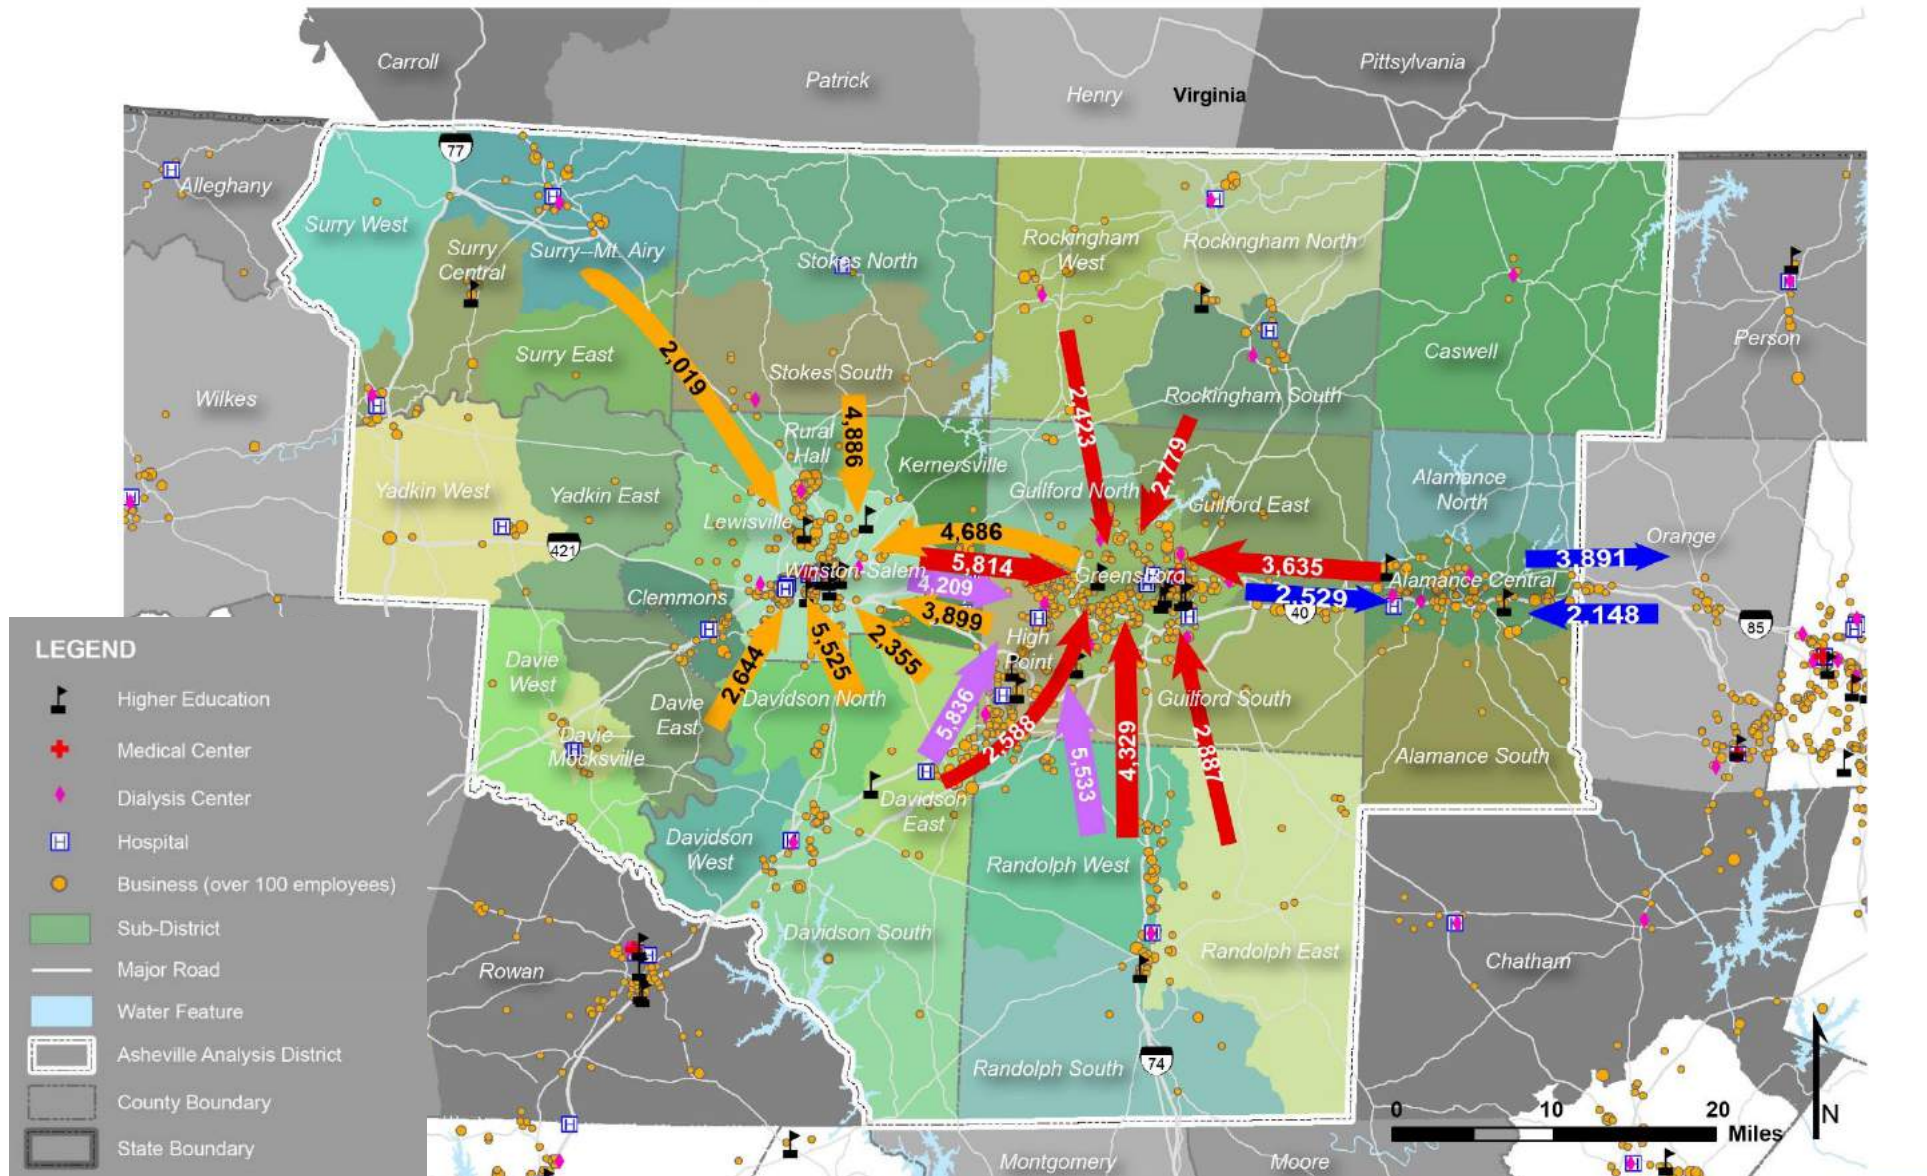 Carroll
Patrick
Henry
Virginia
Pittsylvania
77
Alleghany
Surry West
Surry
Central
Surry--Mt. Airy
Stokes North
Rockingham
West
Rockingham North
Surry East
2,019
Stokes South
2,423
Rockingham South
Caswell
Person
Wilkes
4,886
Rural
Hall
Kernersville
2,779
Yadkin West
Yadkin East
Lewisville
Guilford North
Guilford East
Alamance
North
Orange
421
4,686
5,814
Winston-Salem
4,209
Greensboro
3,635
3,891
Alamance Central
Clemmons
3,899
2,529
40
2,148
85
2,644
5,525
2,355
High
Point
Davie
West
Davie
East
Davidson North
5,836
Guilford South
Davie--
Mocksville
2,588
5,533
4,329
2,887
Alamance South
Davidson
East
Davidson
West
Randolph West
Davidson South
Randolph East
Rowan
Chatham
Randolph South
74
Montgomery
Moore
LEGEND
Higher Education
Medical Center
Dialysis Center
H Hospital
Business (over 100 employees)
Sub-District
Major Road
Water Feature
Asheville Analysis District
County Boundary
State Boundary
0 10 20
Miles
N